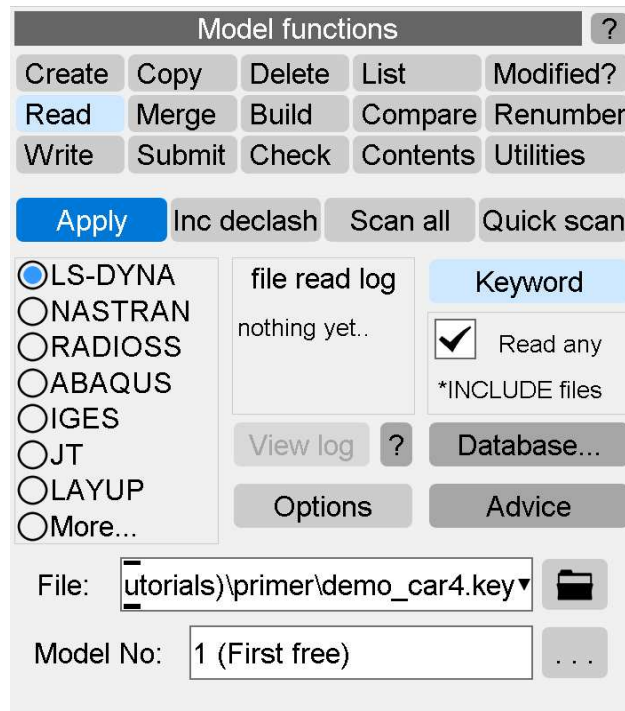 Model functions ?
Create Copy Delete List Modified?
Read Merge Build Compare Renumber
Write Submit Check Contents Utilities
Apply Inc declash Scan all Quick scan
LS-DYNA
NASTRAN
RADIOSS
ABAQUS
IGES
JT
LAYUP
More...
file read log
nothing yet..
View log ?
Options
Keyword
Read any
*INCLUDE files
Database...
Advice
File: utorials)\primer\demo_car4.key
Model No: 1 (First free) ...